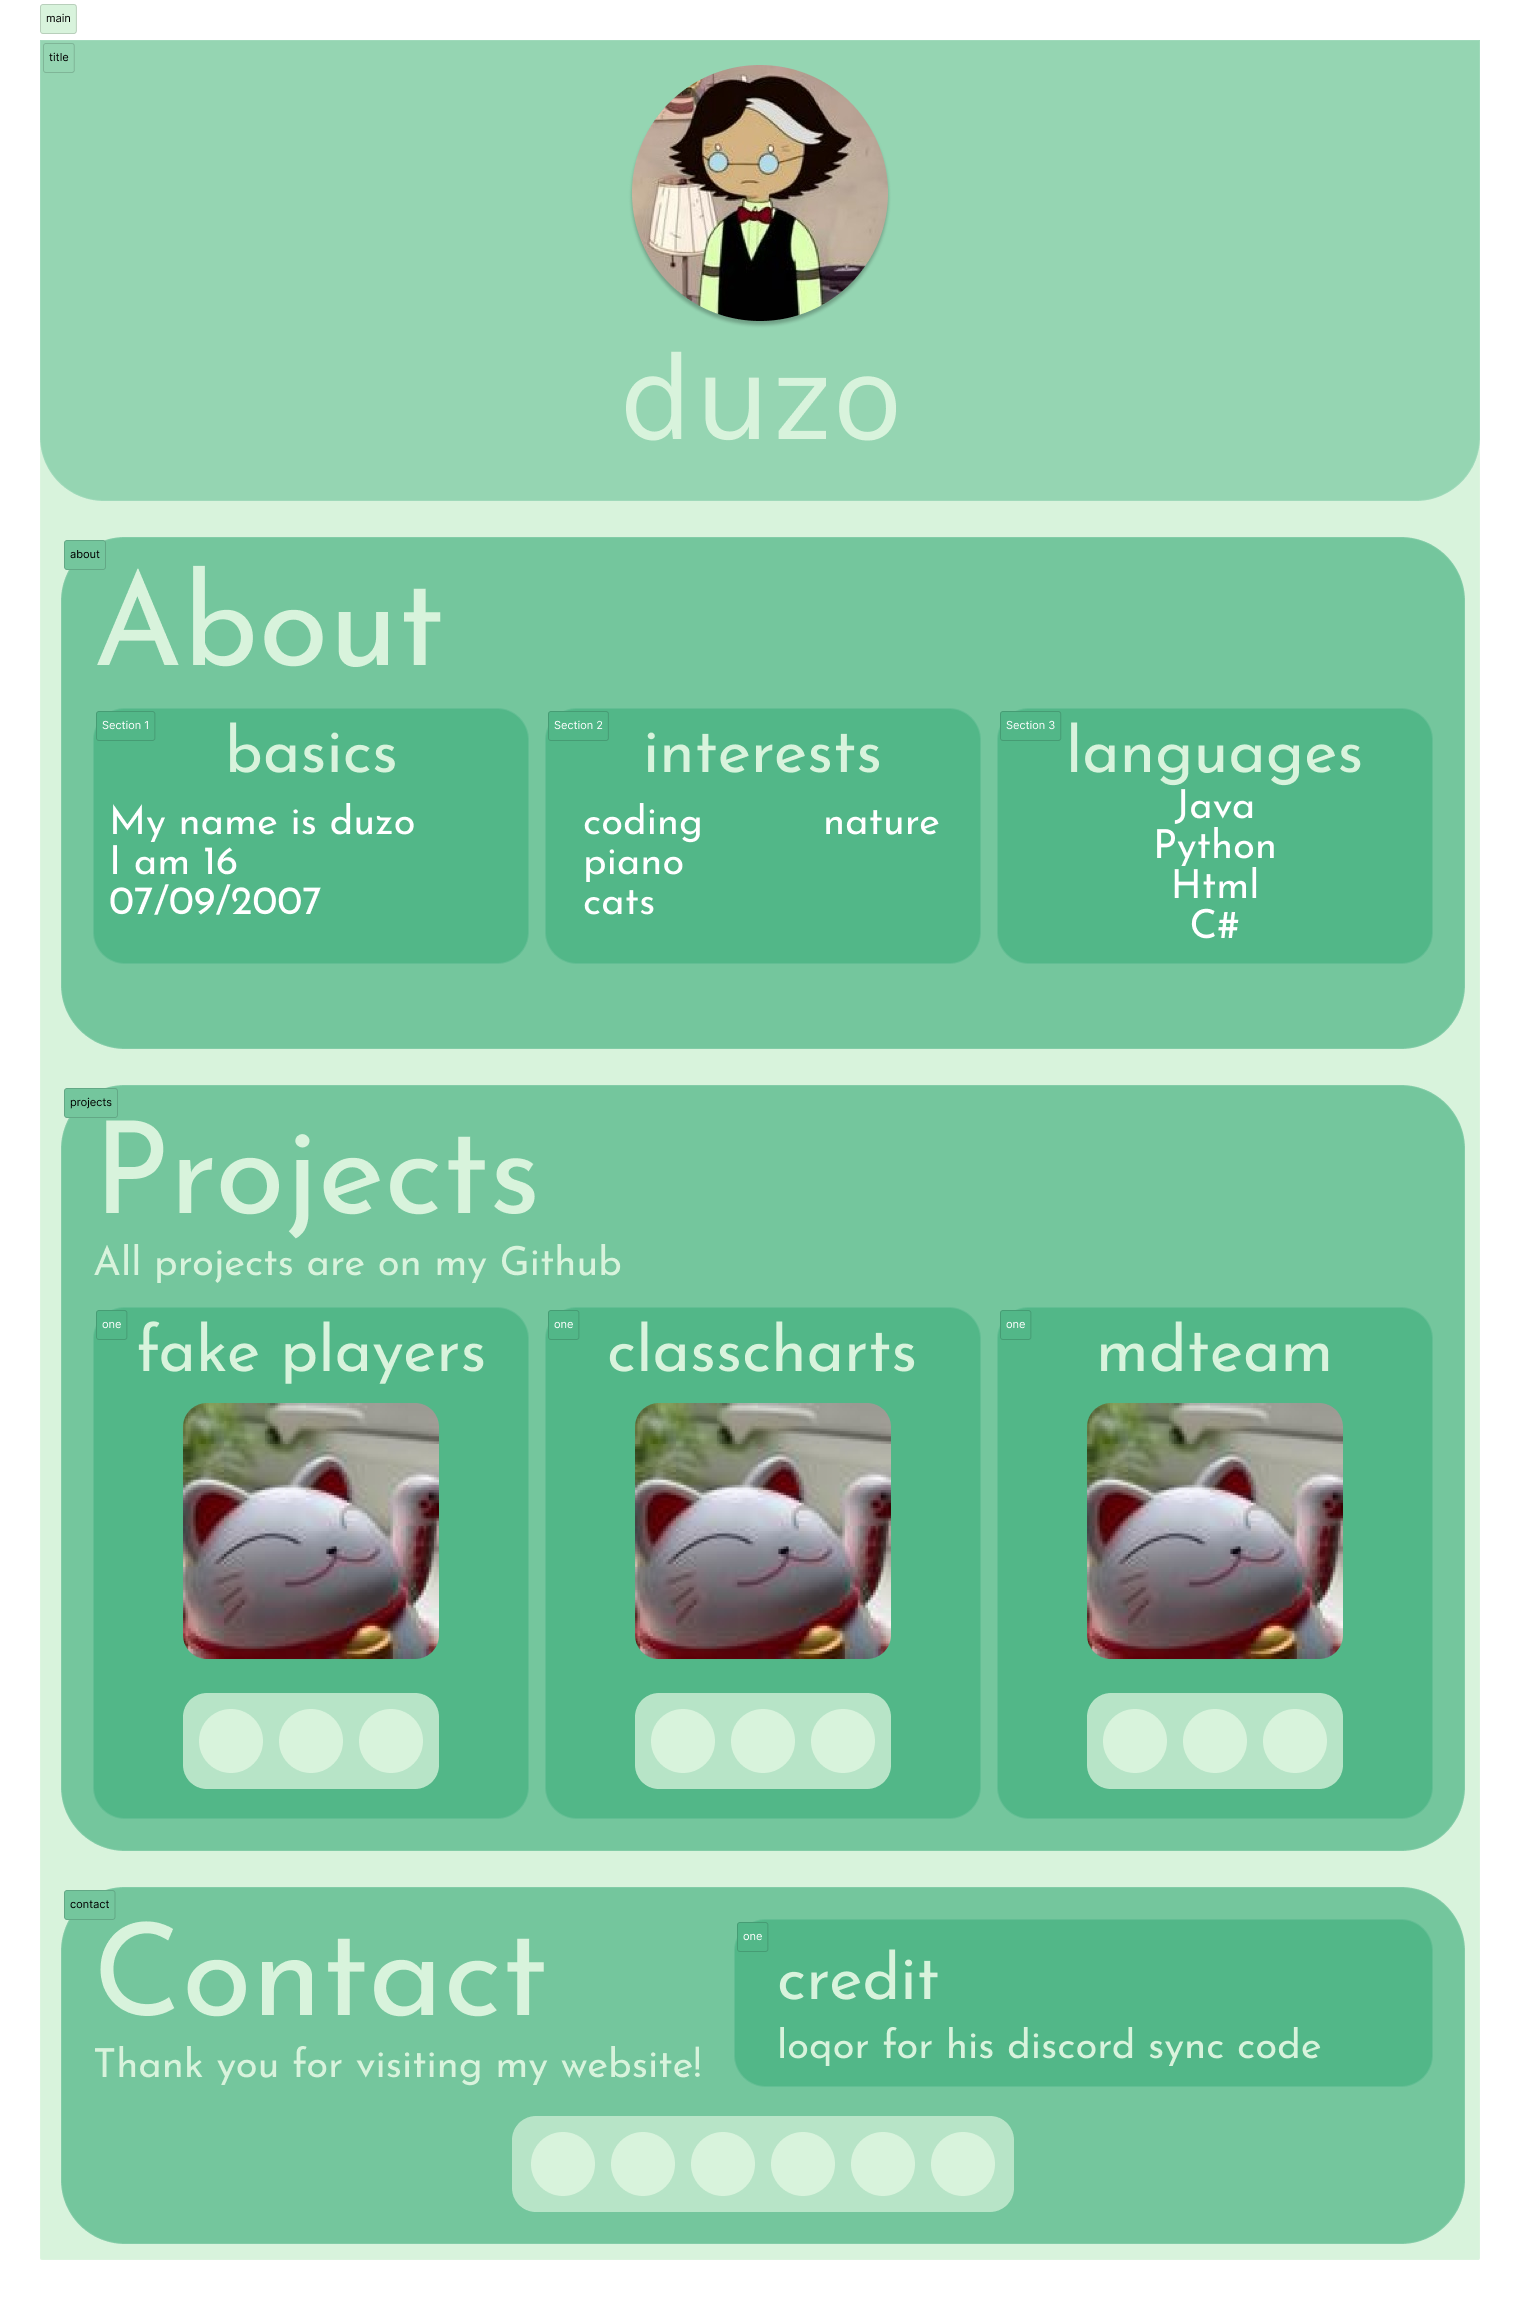 main
title
duzo
about
About
Section 1
basics
My name is duzo
I am 16
07/09/2007
Section 2
interests
coding nature
piano
cats
Section 3
languages
Java
Python
Html
C#
projects
Projects
All projects are on my Github
one
fake players
one
classcharts
one
mdteam
contact
Contact
Thank you for visiting my website!
one
credit
loqor for his discord sync code